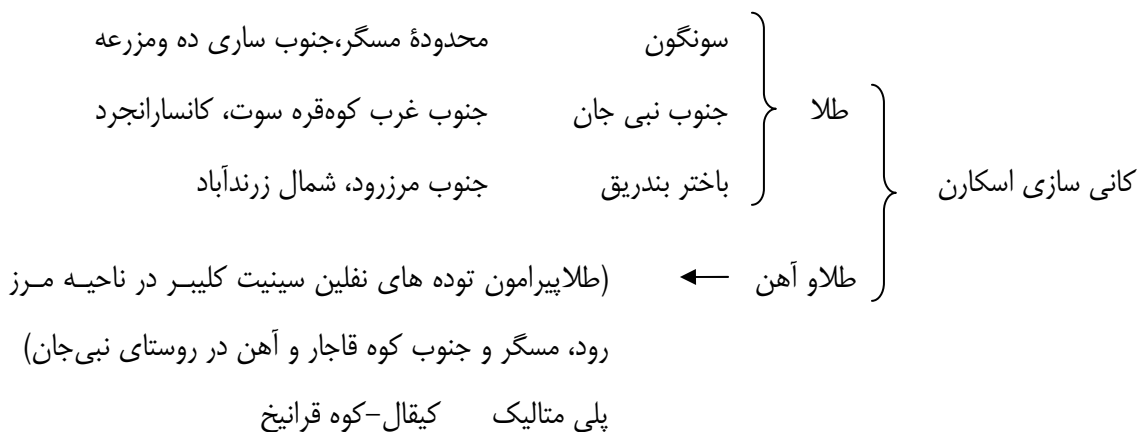 سونگون محدودهٔ مسگر،جنوب ساری ده ومزرعه
طلا جنوب نبی جان جنوب غرب کوه‌قره سوت، کانسارانجرد
کانی سازی اسکارن باختر بندریق جنوب مرزرود، شمال زرندآباد
طلاو آهن (طلاپیرامون توده های نفلین سینیت کلیبر در ناحیه مرز
رود، مسگر و جنوب کوه قاجار و آهن در روستای نبی‌جان)
پلی متالیک کیقال-کوه قرانیخ